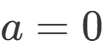 a = 0